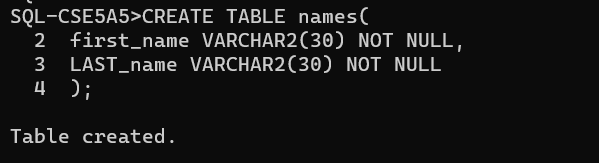 SQL-CSE5A5>CREATE TABLE names(
  2  first_name VARCHAR2(30) NOT NULL,
  3  LAST_name VARCHAR2(30) NOT NULL
  4  );

Table created.